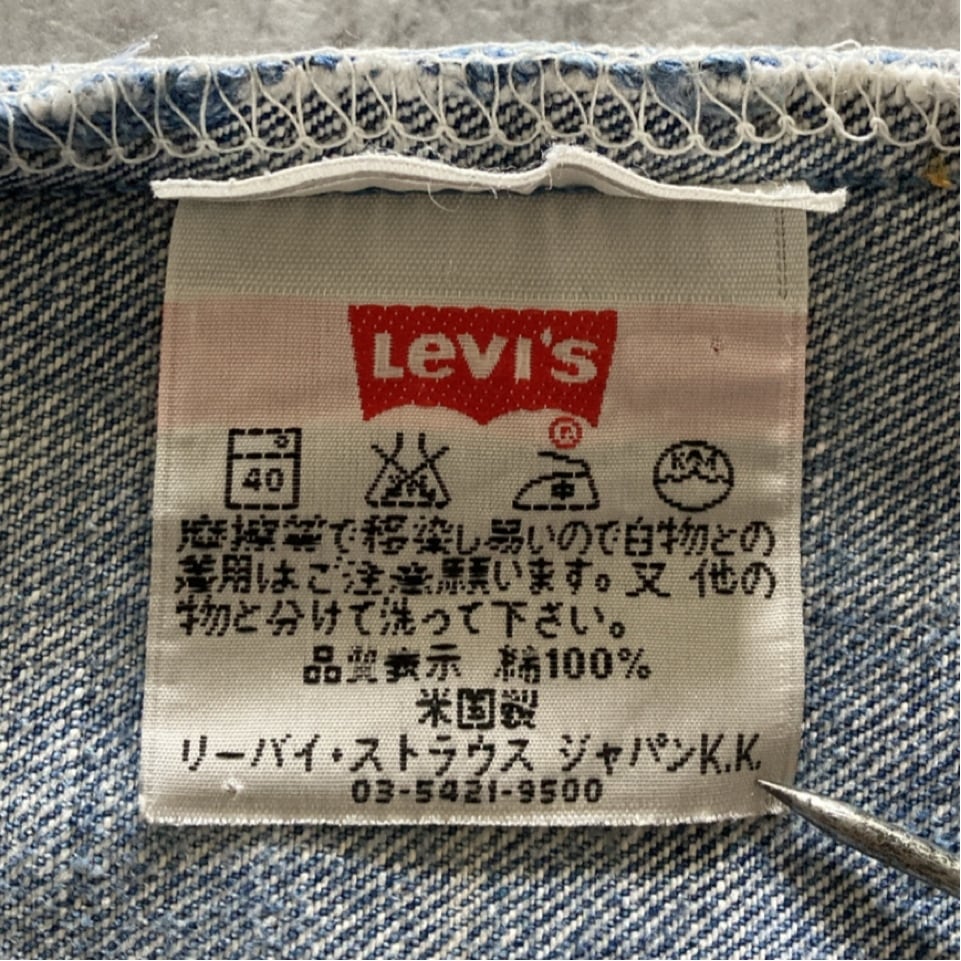 Levi's
®
40
摩擦等で移染し易いので白物との
着用はご注意願います。又 他の
物と分けて洗って下さい。
品質表示 綿100%
米国製
リーバイ・ストラウス ジャパンK.K.
03-5421-9500